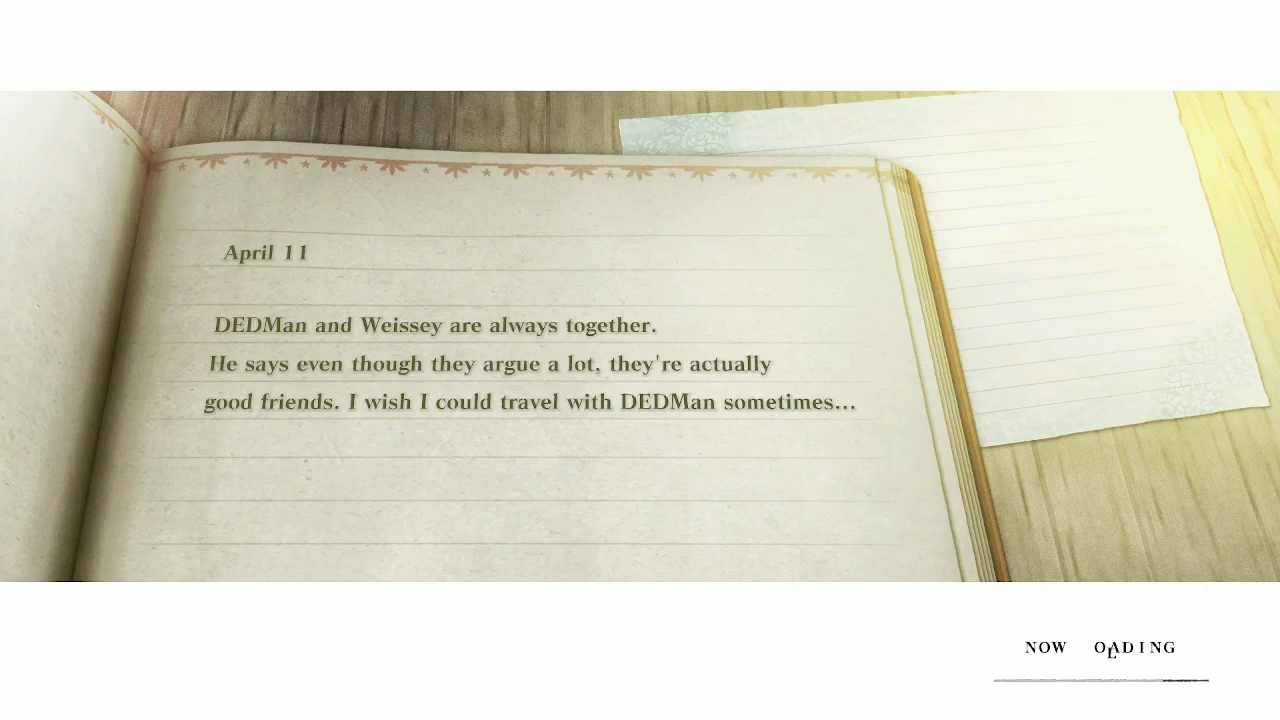 April 11
DEDMan and Weissey are always together.
He says even though they argue a lot, they're actually
good friends. I wish I could travel with DEDMan sometimes...
NOW OLADING